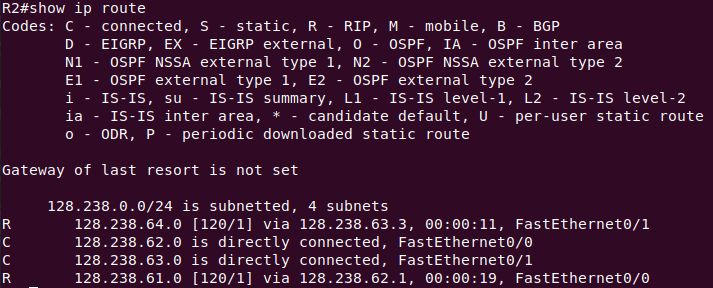 R2#show ip route
Codes: C - connected, S - static, R - RIP, M - mobile, B - BGP
       D - EIGRP, EX - EIGRP external, O - OSPF, IA - OSPF inter area
       N1 - OSPF NSSA external type 1, N2 - OSPF NSSA external type 2
       E1 - OSPF external type 1, E2 - OSPF external type 2
       i - IS-IS, su - IS-IS summary, L1 - IS-IS level-1, L2 - IS-IS level-2
       ia - IS-IS inter area, * - candidate default, U - per-user static route
       o - ODR, P - periodic downloaded static route
Gateway of last resort is not set
     128.238.0.0/24 is subnetted, 4 subnets
R       128.238.64.0 [120/1] via 128.238.63.3, 00:00:11, FastEthernet0/1
C       128.238.62.0 is directly connected, FastEthernet0/0
C       128.238.63.0 is directly connected, FastEthernet0/1
R       128.238.61.0 [120/1] via 128.238.62.1, 00:00:19, FastEthernet0/0